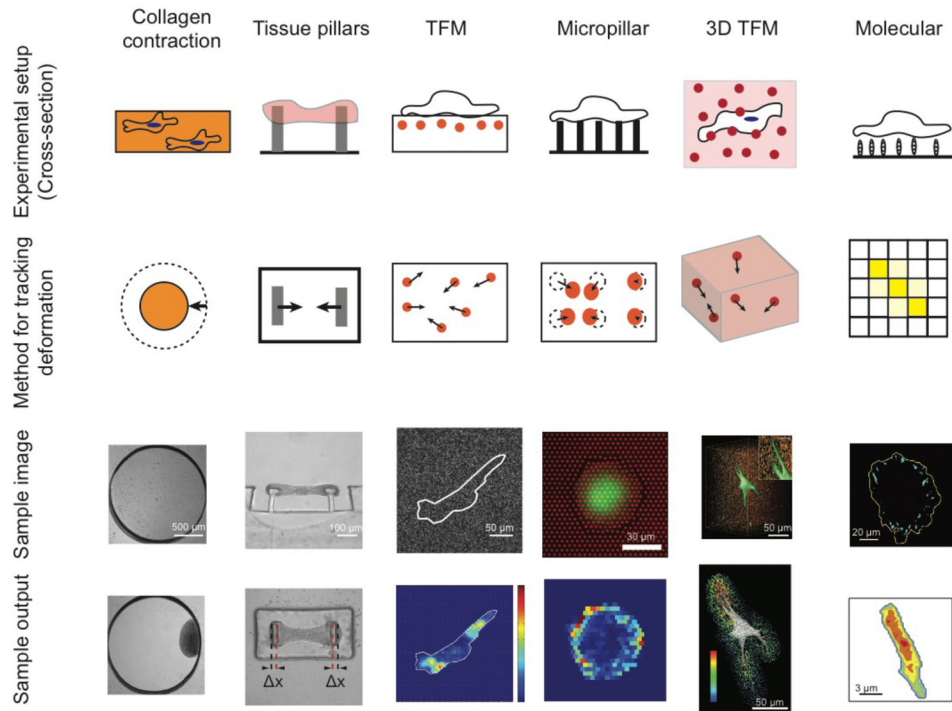 Collagen
contraction
Tissue pillars
TFM
Micropillar
3D TFM
Molecular
Experimental setup
(Cross-section)
Method for tracking
deformation
Sample image
500 µm
100 µm
50 µm
30 µm
50 µm
20 µm
Sample output
Δx
Δx
50 µm
3 µm